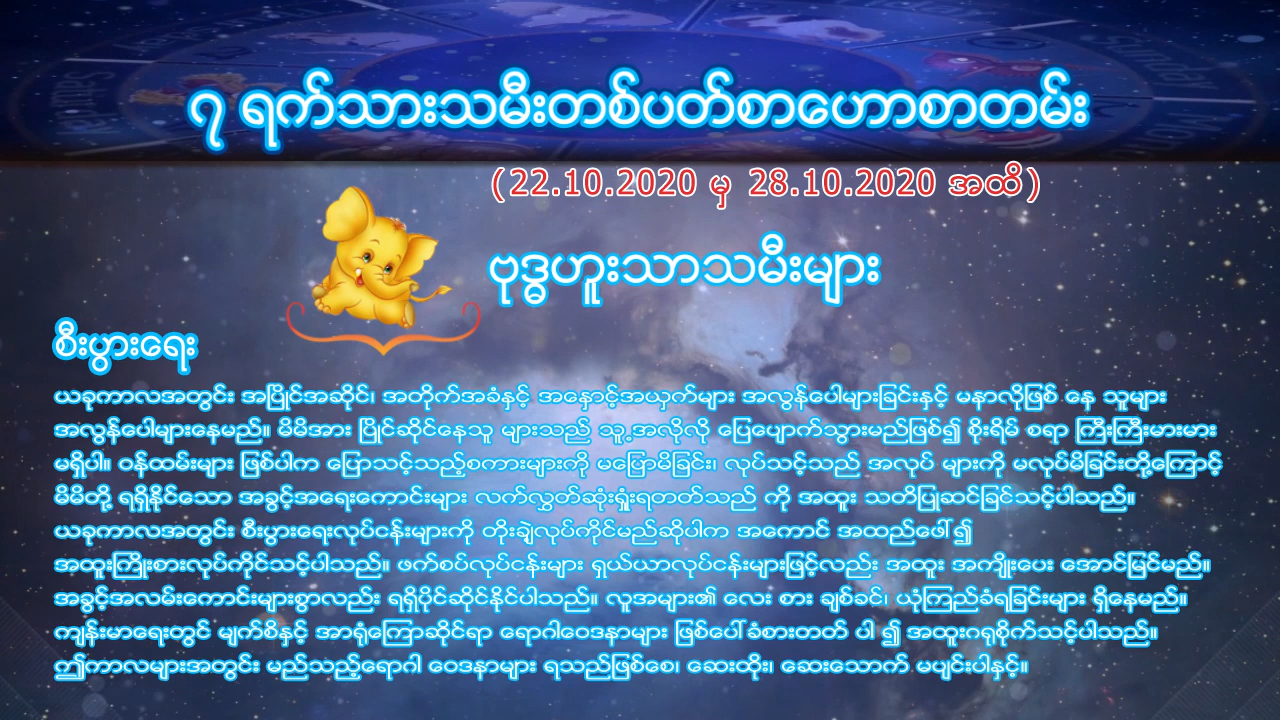 ၇ ရက်သားသမီးတစ်ပတ်စာဟောစာတမ်း
(22.10.2020 မှ 28.10.2020 အထိ)
ဗုဒ္ဓဟူးသာသမီးများ
စီးပွားရေး
ယခုကာလအတွင်း အပြိုင်အဆိုင်၊ အတိုက်အခံနှင့် အနှောင့်အယှက်များ အလွန်ပေါများခြင်းနှင့် မနာလိုဖြစ် နေ သူများ
အလွန်ပေါများနေမည်။ မိမိအား ပြိုင်ဆိုင်နေသူ များသည် သူ့အလိုလို ပြေပျောက်သွားမည်ဖြစ်၍ စိုးရိမ် စရာ ကြီးကြီးမားမား
မရှိပါ။ ဝန်ထမ်းများ ဖြစ်ပါက ပြောသင့်သည့်စကားများကို မပြောမိခြင်း၊ လုပ်သင့်သည် အလုပ် များကို မလုပ်မိခြင်းတို့ကြောင့်
မိမိတို့ ရရှိနိုင်သော အခွင့်အရေးကောင်းများ လက်လွှတ်ဆုံးရှုံးရတတ်သည် ကို အထူး သတိပြုဆင်ခြင်သင့်ပါသည်။
ယခုကာလအတွင်း စီးပွားရေးလုပ်ငန်းများကို တိုးချဲ့လုပ်ကိုင်မည်ဆိုပါက အကောင် အထည်ဖေါ်၍
အထူးကြိုးစားလုပ်ကိုင်သင့်ပါသည်။ ဖက်စပ်လုပ်ငန်းများ ရှယ်ယာလုပ်ငန်းများဖြင့်လည်း အထူး အကျိုးပေး အောင်မြင်မည်။
အခွင့်အလမ်းကောင်းများစွာလည်း ရရှိပိုင်ဆိုင်နိုင်ပါသည်။ လူအများ၏ လေး စား ချစ်ခင်၊ ယုံကြည်ခံရခြင်းများ ရှိနေမည်။
ကျန်းမာရေးတွင် မျက်စိနှင့် အာရုံကြောဆိုင်ရာ ရောဂါဝေဒနာများ ဖြစ်ပေါ်ခံစားတတ် ပါ ၍ အထူးဂရုစိုက်သင့်ပါသည်။
ဤကာလများအတွင်း မည်သည့်ရောဂါ ဝေဒနာများ ရသည်ဖြစ်စေ၊ ဆေးထိုး၊ ဆေးသောက် မပျင်းပါနှင့်။